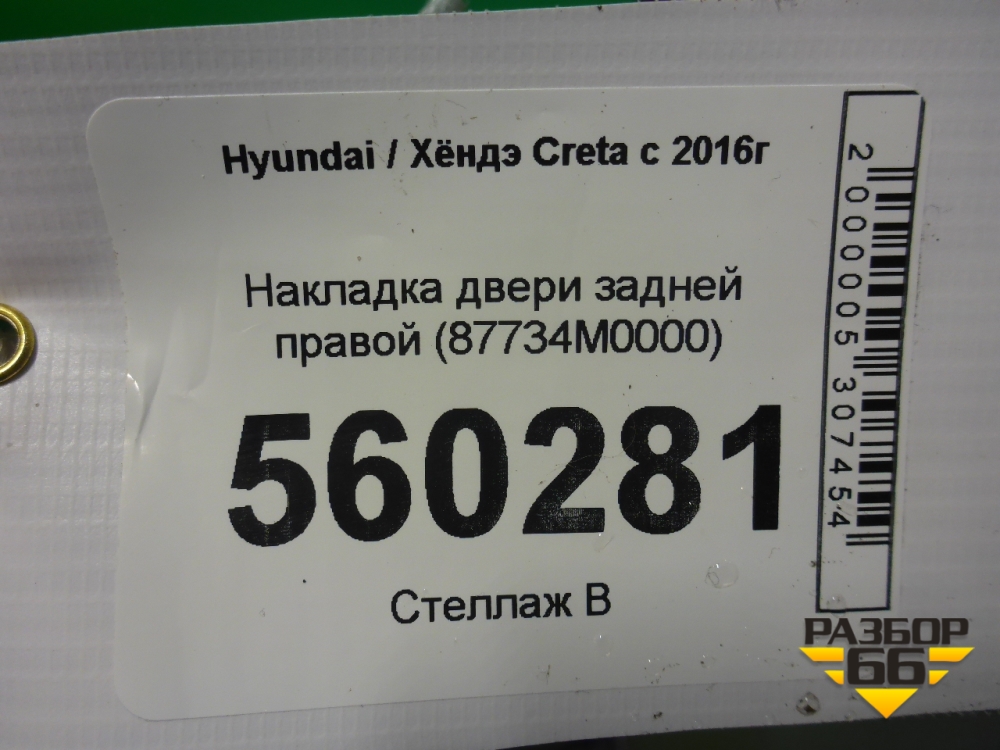 Hyundai / Хёндэ Creta с 2016г
Накладка двери задней
правой (87734M0000)
560281
Стеллаж В
2000005307454
РАЗБОР
66